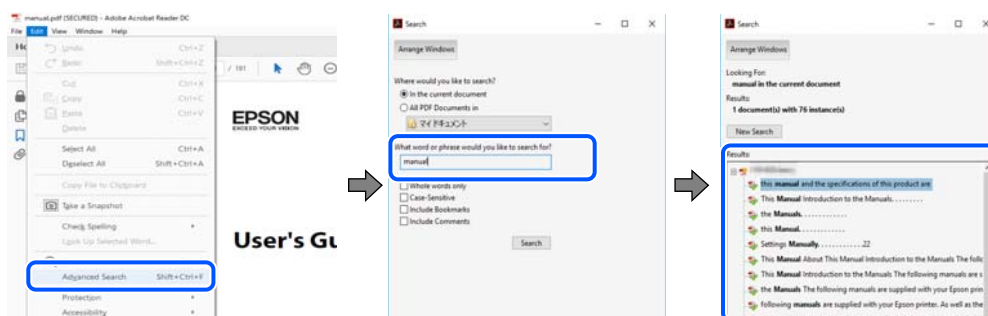 manual.pdf (SECURED) - Adobe Acrobat Reader DC
File Edit View Window Help
Undo Ctrl+Z
Shift+Ctrl+Z
Cut Ctrl+X
Copy Ctrl+C
Paste Ctrl+V
Delete
Select All Ctrl+A
Deselect All Shift+Ctrl+A
Copy File to Clipboard
Take a Snapshot
Check Spelling
Look Up Selected Word...
Advanced Search Shift+Ctrl+F
Protection
Accessibility
/ 181
EPSON
EXCEED YOUR VISION
User's Gu
Search
Arrange Windows
Where would you like to search?
In the current document
All PDF Documents in
マイ ドキュメント
What word or phrase would you like to search for?
manual
Whole words only
Case-Sensitive
Include Bookmarks
Include Comments
Search
Search
Arrange Windows
Looking For:
manual in the current document
Results:
1 document(s) with 76 instance(s)
New Search
Results:
this manual and the specifications of this product are
This Manual Introduction to the Manuals. . . . . . . . .
the Manuals. . . . . . . . . . . . .
this Manual. . . . . . . . . . . . .
Settings Manually. . . . . . . . . . . . .22
This Manual About This Manual Introduction to the Manuals The follo
This Manual Introduction to the Manuals The following manuals are s
the Manuals The following manuals are supplied with your Epson prin
following manuals are supplied with your Epson printer. As well as the